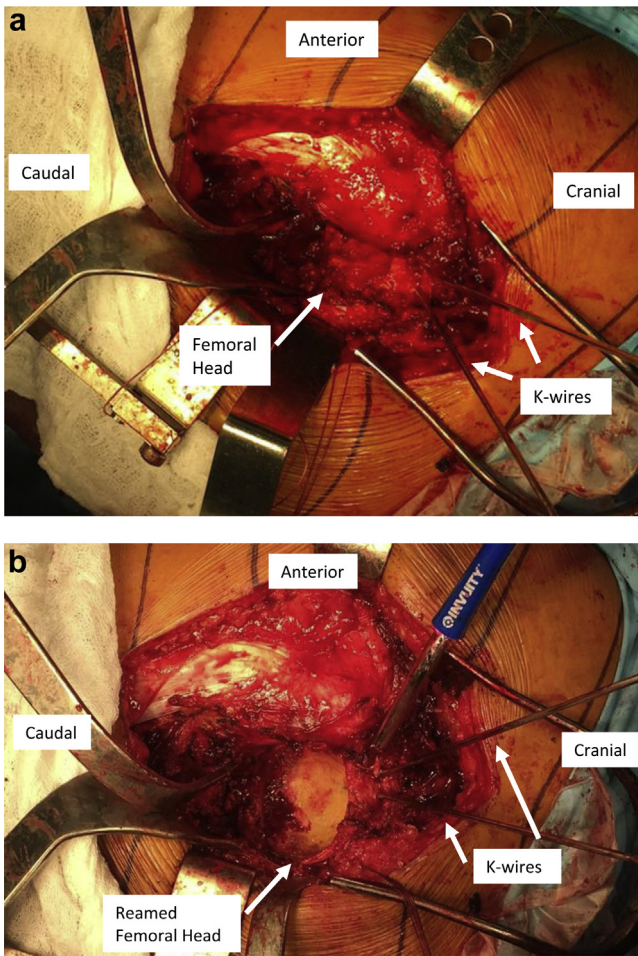 a
Anterior
Caudal
Cranial
Femoral
Head
K-wires
b
Anterior
INVUITY
Caudal
Cranial
K-wires
Reamed
Femoral Head